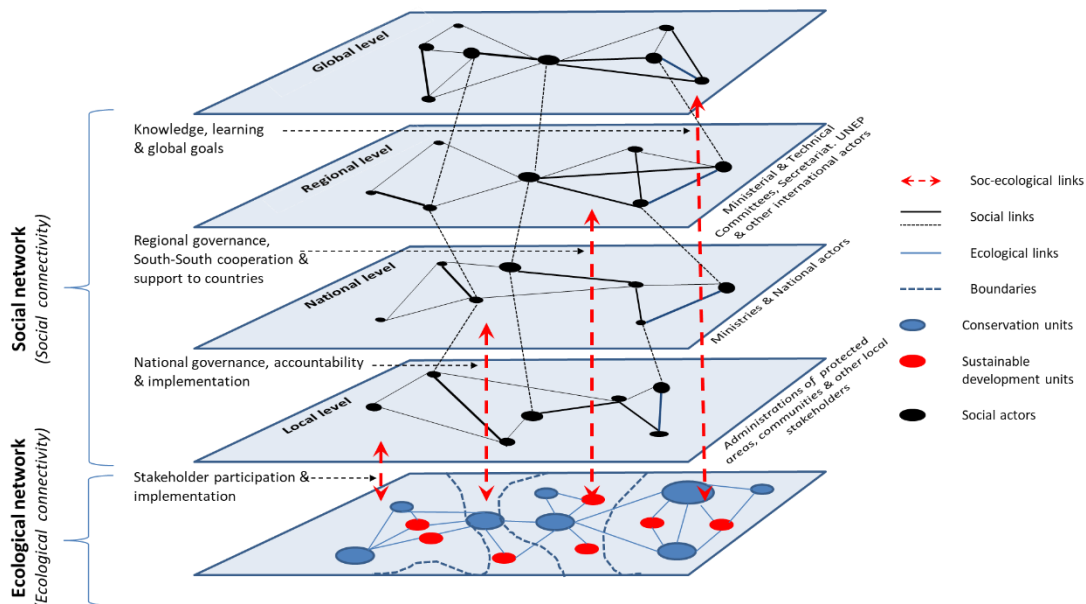 Global level
Knowledge, learning
& global goals
Regional level
Ministerial & Technical
Committees, Secretariat. UNEP
& other international actors
Regional governance,
South-South cooperation &
support to countries
National level
Ministries & National actors
National governance, accountability
& implementation
Local level
Administrations of protected
areas, communities & other local
stakeholders
Stakeholder participation &
implementation
Social network
(Social connectivity)
Ecological network
(Ecological connectivity)
Soc-ecological links
Social links
Ecological links
Boundaries
Conservation units
Sustainable
development units
Social actors